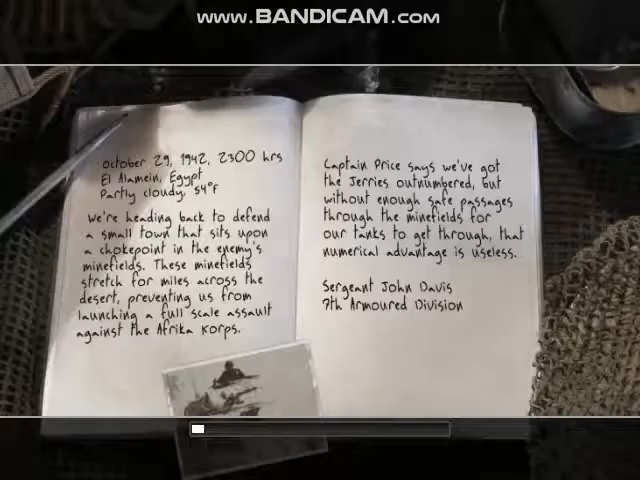 www.BANDICAM.com
October 29, 1942, 2300 hrs
El Alamein, Egypt
Partly cloudy, 54°F
We're heading back to defend
a small town that sits upon
a chokepoint in the enemy's
minefields. These minefields
stretch for miles across the
desert, preventing us from
launching a full scale assault
against the Afrika Korps.
Captain Price says we've got
the Jerries outnumbered, but
without enough safe passages
through the minefields for
our tanks to get through, that
numerical advantage is useless.
Sergeant John Davis
7th Armoured Division